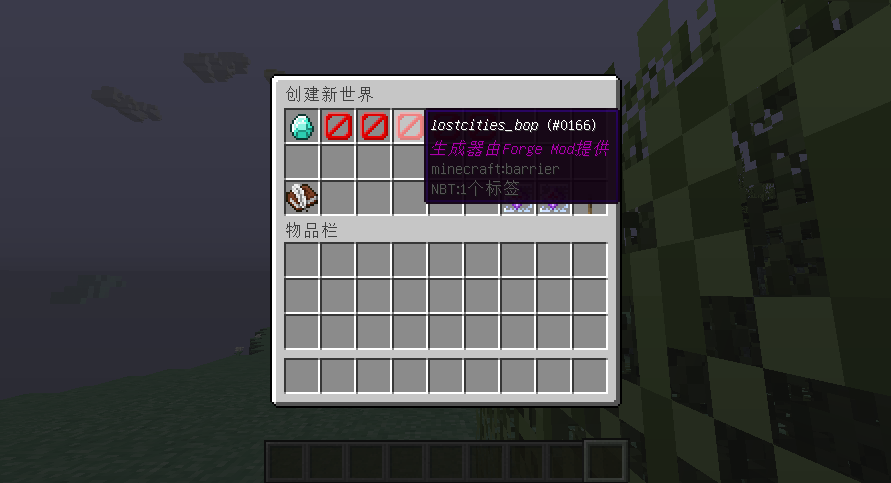 创建新世界
lostcities_bop (#0166)
生成器由Forge Mod提供
minecraft:barrier
NBT:1个标签
物品栏